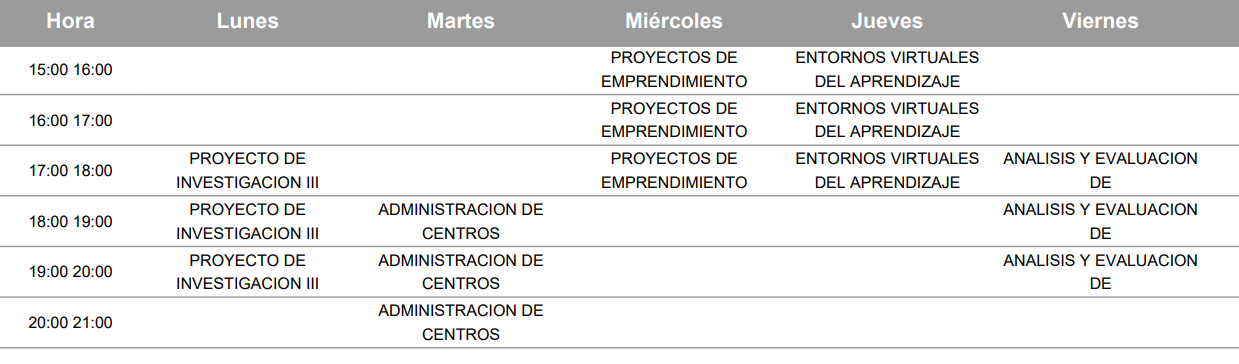 Hora Lunes Martes Miércoles Jueves Viernes
15:00 16:00 PROYECTOS DE EMPRENDIMIENTO ENTORNOS VIRTUALES DEL APRENDIZAJE
16:00 17:00 PROYECTOS DE EMPRENDIMIENTO ENTORNOS VIRTUALES DEL APRENDIZAJE
17:00 18:00 PROYECTO DE INVESTIGACION III PROYECTOS DE EMPRENDIMIENTO ENTORNOS VIRTUALES DEL APRENDIZAJE ANALISIS Y EVALUACION DE
18:00 19:00 PROYECTO DE INVESTIGACION III ADMINISTRACION DE CENTROS ANALISIS Y EVALUACION DE
19:00 20:00 PROYECTO DE INVESTIGACION III ADMINISTRACION DE CENTROS ANALISIS Y EVALUACION DE
20:00 21:00 ADMINISTRACION DE CENTROS